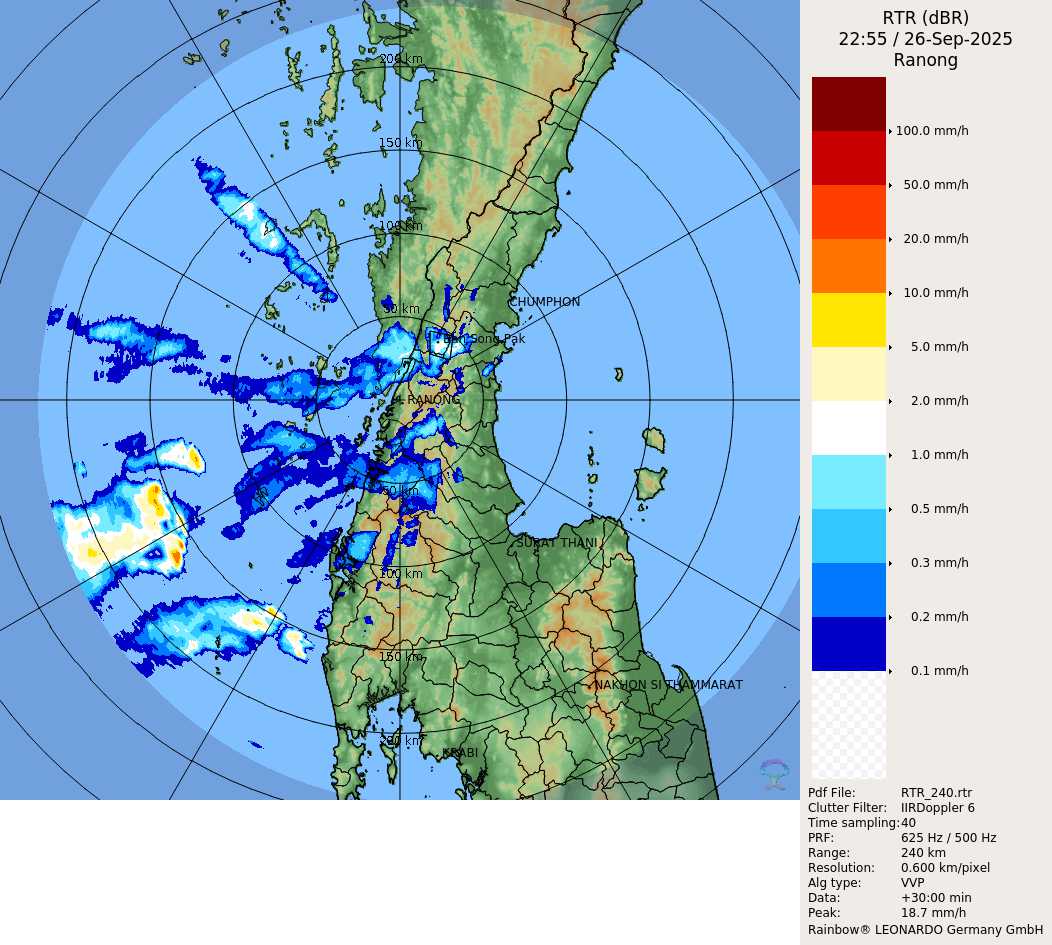 RTR (dBR)
22:55 / 26-Sep-2025
Ranong
200 km
150 km
100 km
50 km
CHUMPHON
Ban Song Pak
RANONG
50 km
SURAT THANI
100 km
150 km
NAKHON SI THAMMARAT
200 km
KRABI
100.0 mm/h
50.0 mm/h
20.0 mm/h
10.0 mm/h
5.0 mm/h
2.0 mm/h
1.0 mm/h
0.5 mm/h
0.3 mm/h
0.2 mm/h
0.1 mm/h
Pdf File: RTR_240.rtr
Clutter Filter: IIRDoppler 6
Time sampling:40
PRF: 625 Hz / 500 Hz
Range: 240 km
Resolution: 0.600 km/pixel
Alg type: VVP
Data: +30:00 min
Peak: 18.7 mm/h
Rainbow® LEONARDO Germany GmbH